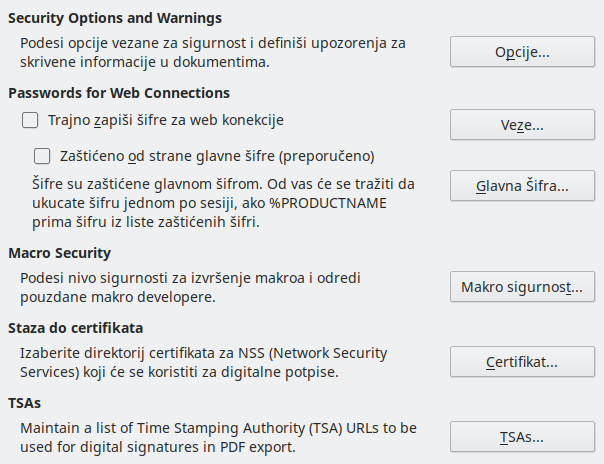 Security Options and Warnings
Podesi opcije vezane za sigurnost i definiši upozorenja za
skrivene informacije u dokumentima.
Opcije...
Passwords for Web Connections
Trajno zapiši šifre za web konekcije
Veze...
Zaštićeno od strane glavne šifre (preporučeno)
Šifre su zaštićene glavnom šifrom. Od vas će se tražiti da
ukucate šifru jednom po sesiji, ako %PRODUCTNAME
prima šifru iz liste zaštićenih šifri.
Glavna Šifra...
Macro Security
Podesi nivo sigurnosti za izvršenje makroa i odredi
pouzdane makro developere.
Makro sigurnost...
Staza do certifikata
Izaberite direktorij certifikata za NSS (Network Security
Services) koji će se koristiti za digitalne potpise.
Certifikat...
TSAs
Maintain a list of Time Stamping Authority (TSA) URLs to be
used for digital signatures in PDF export.
TSAs...